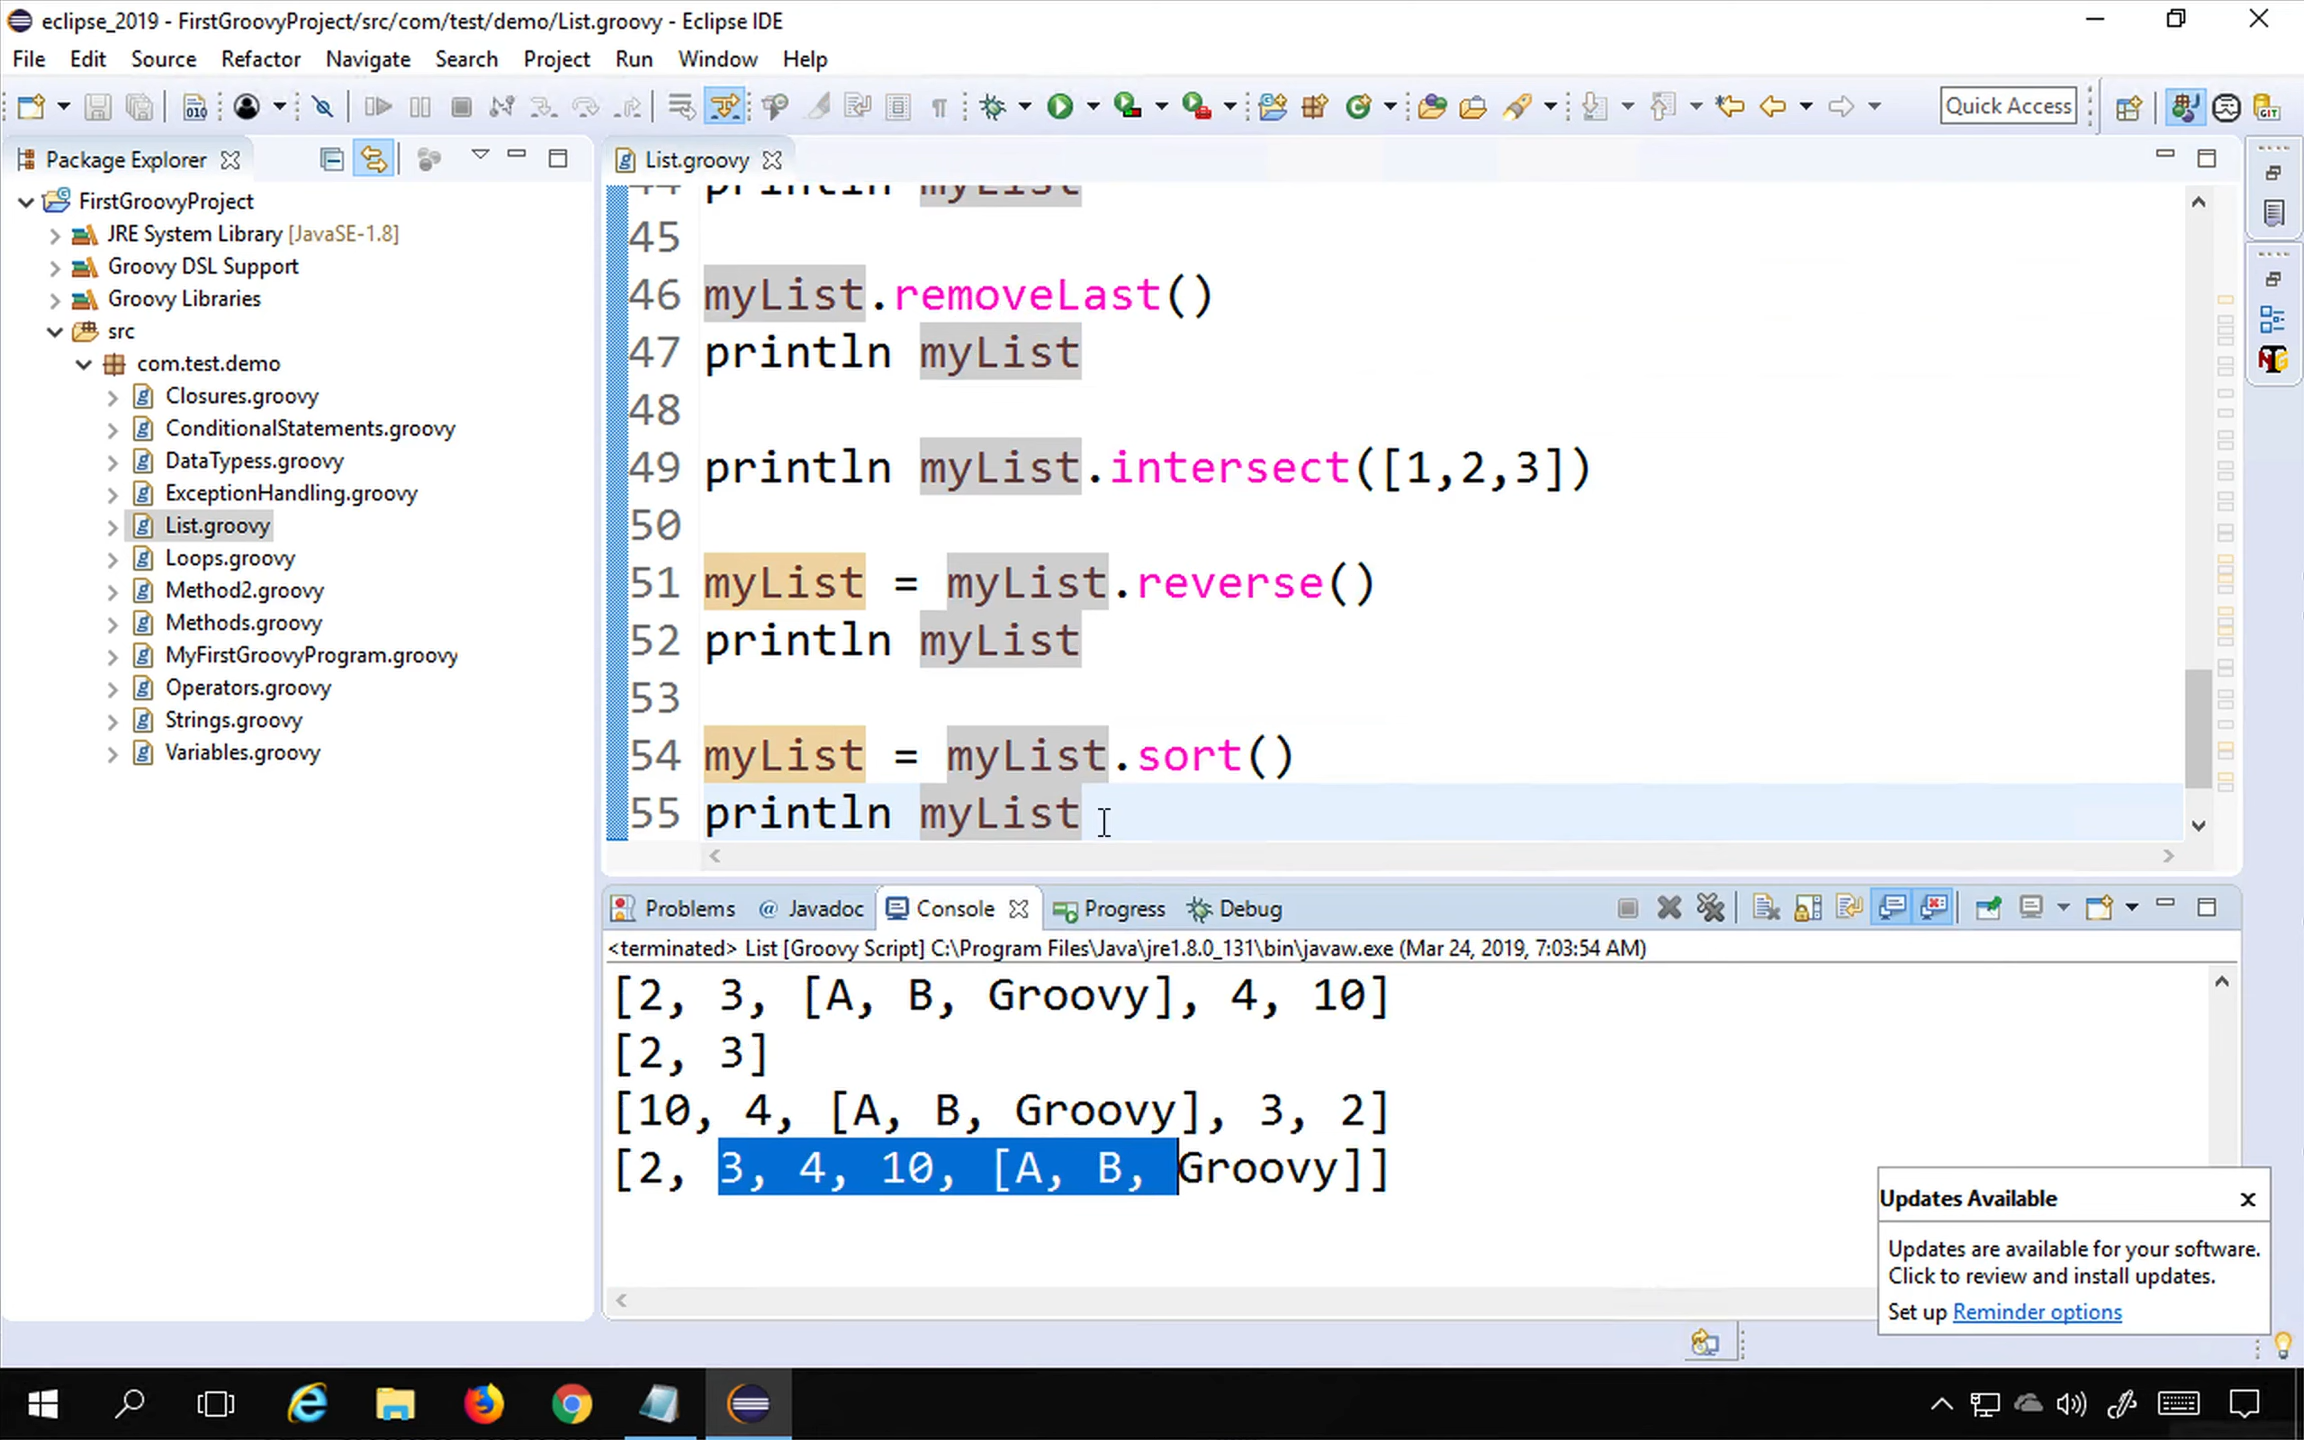 eclipse_2019 - FirstGroovyProject/src/com/test/demo/List.groovy - Eclipse IDE
File Edit Source Refactor Navigate Search Project Run Window Help
Quick Access
Package Explorer
FirstGroovyProject
JRE System Library [JavaSE-1.8]
Groovy DSL Support
Groovy Libraries
src
com.test.demo
Closures.groovy
ConditionalStatements.groovy
DataTypess.groovy
ExceptionHandling.groovy
List.groovy
Loops.groovy
Method2.groovy
Methods.groovy
MyFirstGroovyProgram.groovy
Operators.groovy
Strings.groovy
Variables.groovy
List.groovy
44 println myList
45
46 myList.removeLast()
47 println myList
48
49 println myList.intersect([1,2,3])
50
51 myList = myList.reverse()
52 println myList
53
54 myList = myList.sort()
55 println myList
Problems @ Javadoc Console Progress Debug
<terminated> List [Groovy Script] C:\Program Files\Java\jre1.8.0_131\bin\javaw.exe (Mar 24, 2019, 7:03:54 AM)
[2, 3, [A, B, Groovy], 4, 10]
[2, 3]
[10, 4, [A, B, Groovy], 3, 2]
[2, 3, 4, 10, [A, B, Groovy]]
Updates Available
Updates are available for your software.
Click to review and install updates.
Set up Reminder options